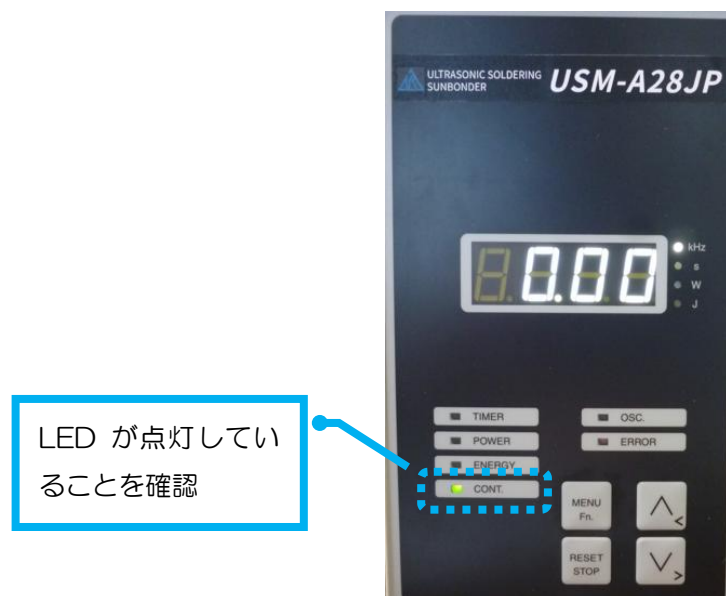 ULTRASONIC SOLDERING
SUNBONDER
USM-A28JP
0.00
kHz
s
W
J
LED が点灯してい
ることを確認
TIMER
POWER
ENERGY
CONT.
OSC.
ERROR
MENU
Fn.
RESET
STOP